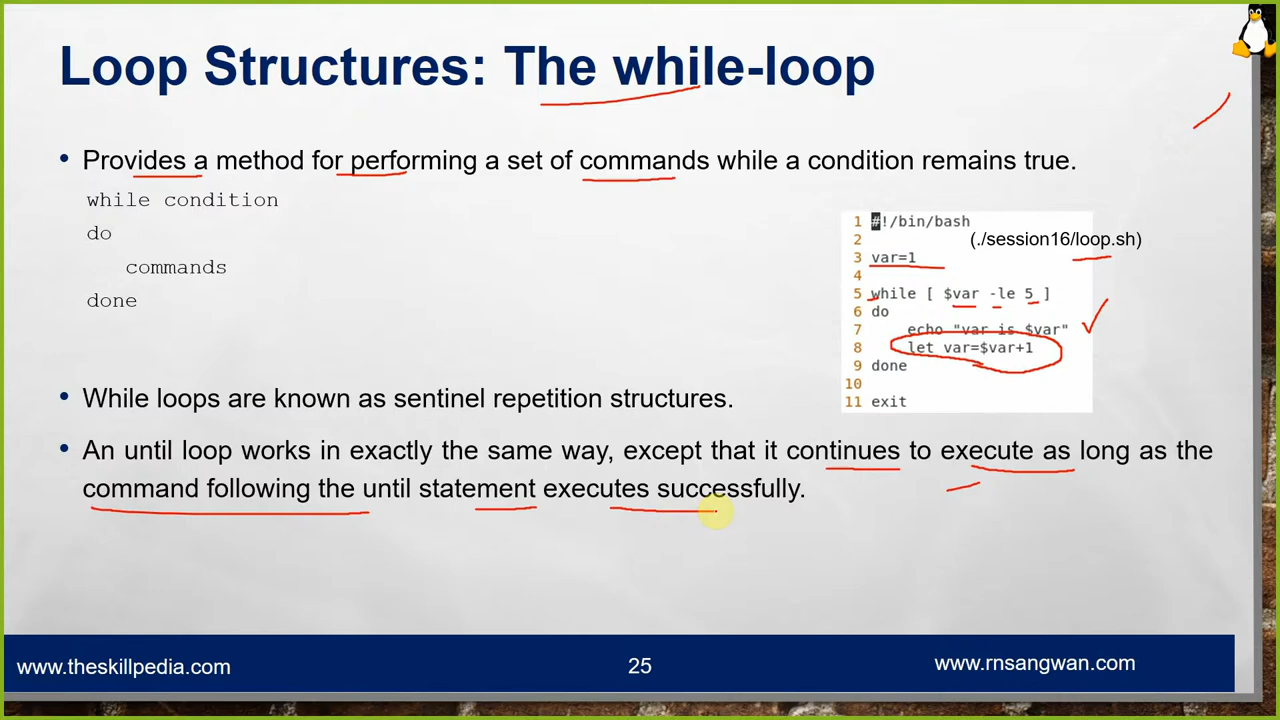 Loop Structures: The while-loop
• Provides a method for performing a set of commands while a condition remains true.
while condition
do
commands
done
1 #!/bin/bash
2 (./session16/loop.sh)
3 var=1
4
5 while [ $var -le 5 ]
6 do
7 echo "var is $var"
8 let var=$var+1
9 done
10
11 exit
• While loops are known as sentinel repetition structures.
• An until loop works in exactly the same way, except that it continues to execute as long as the
command following the until statement executes successfully.
www.theskillpedia.com
25
www.rnsangwan.com